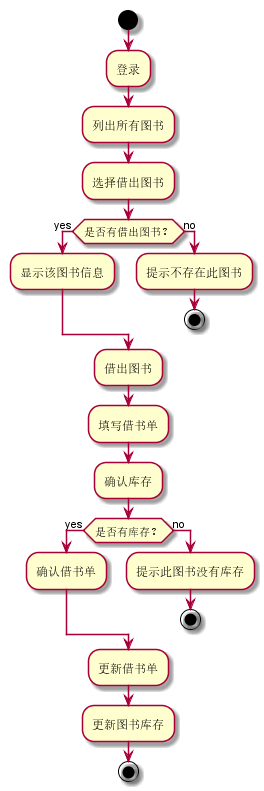 登录
列出所有图书
选择借出图书
yes
是否有借出图书？
no
显示该图书信息
提示不存在此图书
借出图书
填写借书单
确认库存
yes
是否有库存？
no
确认借书单
提示此图书没有库存
更新借书单
更新图书库存